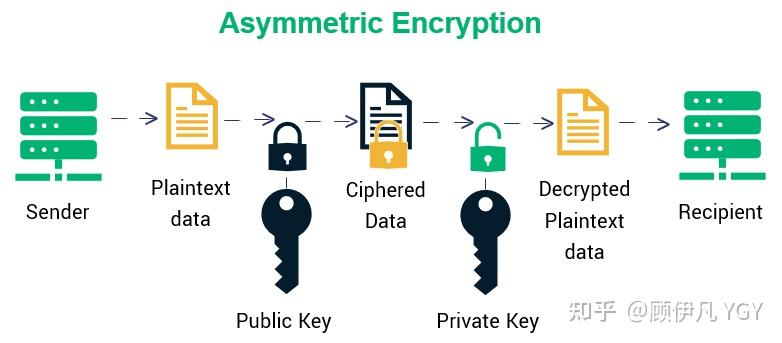 Asymmetric Encryption
Sender
Plaintext
data
Public Key
Ciphered
Data
Private Key
Decrypted
Plaintext
data
Recipient
知乎 @顾伊凡 YGY